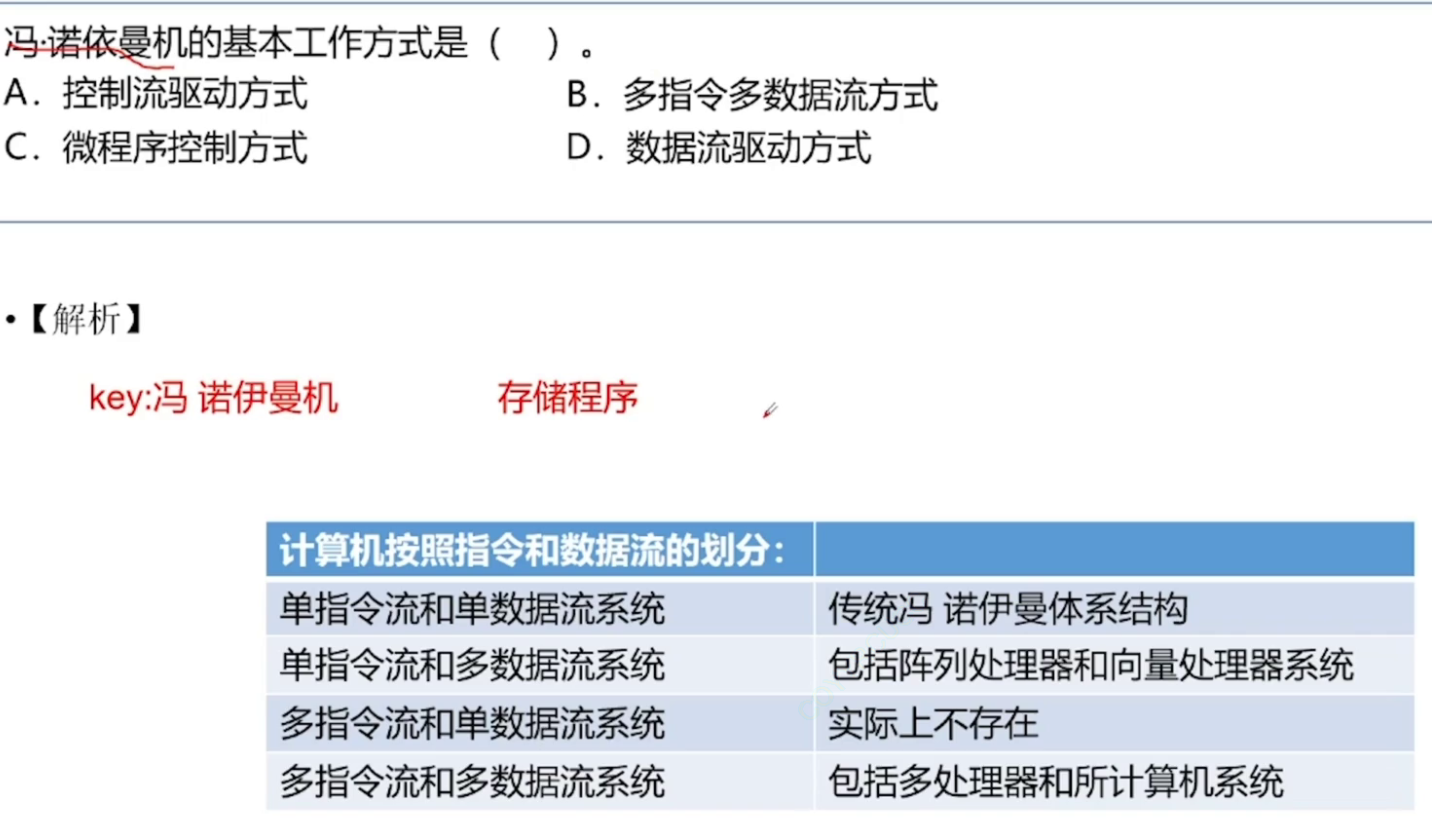 冯·诺依曼机的基本工作方式是（ ）。
A．控制流驱动方式 B．多指令多数据流方式
C．微程序控制方式 D．数据流驱动方式
•【解析】
key:冯 诺伊曼机 存储程序
计算机按照指令和数据流的划分：
单指令流和单数据流系统 传统冯 诺伊曼体系结构
单指令流和多数据流系统 包括阵列处理器和向量处理器系统
多指令流和单数据流系统 实际上不存在
多指令流和多数据流系统 包括多处理器和所计算机系统